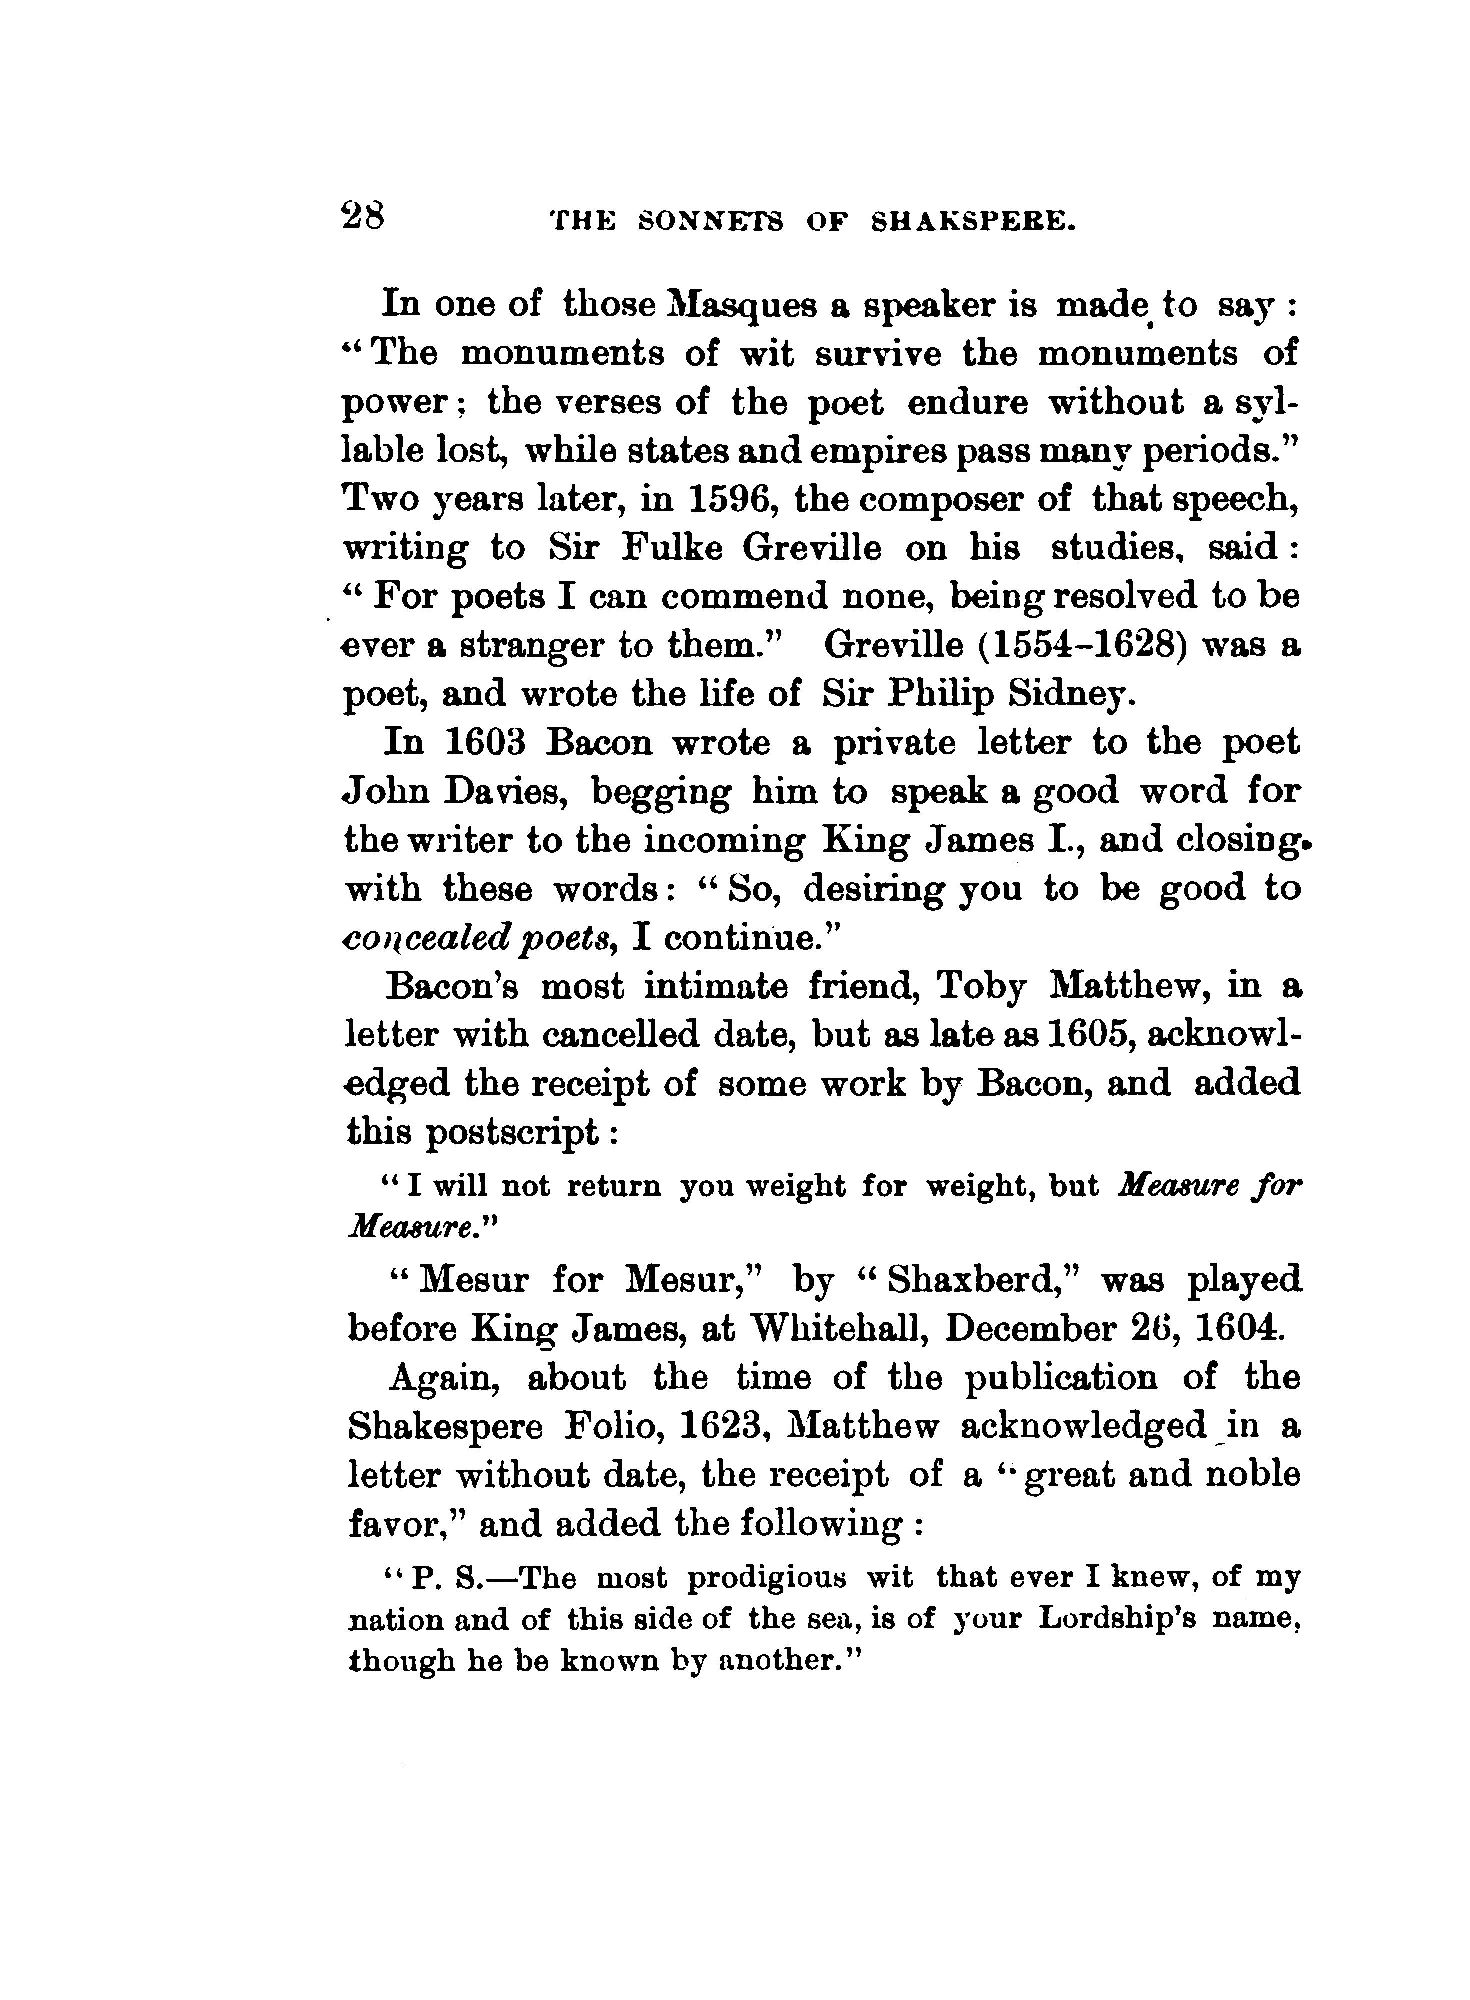 28 THE SONNETS OF SHAKSPERE.
In one of those Masques a speaker is made to say :
“ The monuments of wit survive the monuments of
power ; the verses of the poet endure without a syl-
lable lost, while states and empires pass many periods.”
Two years later, in 1596, the composer of that speech,
writing to Sir Fulke Greville on his studies, said :
“ For poets I can commend none, being resolved to be
ever a stranger to them.” Greville (1554–1628) was a
poet, and wrote the life of Sir Philip Sidney.
In 1603 Bacon wrote a private letter to the poet
John Davies, begging him to speak a good word for
the writer to the incoming King James I., and closing
with these words : “ So, desiring you to be good to
concealed poets, I continue.”
Bacon’s most intimate friend, Toby Matthew, in a
letter with cancelled date, but as late as 1605, acknowl-
edged the receipt of some work by Bacon, and added
this postscript :
“ I will not return you weight for weight, but Measure for
Measure.”
“ Mesur for Mesur,” by “ Shaxberd,” was played
before King James, at Whitehall, December 26, 1604.
Again, about the time of the publication of the
Shakespere Folio, 1623, Matthew acknowledged in a
letter without date, the receipt of a “ great and noble
favor,” and added the following :
“ P. S.—The most prodigious wit that ever I knew, of my
nation and of this side of the sea, is of your Lordship’s name,
though he be known by another.”